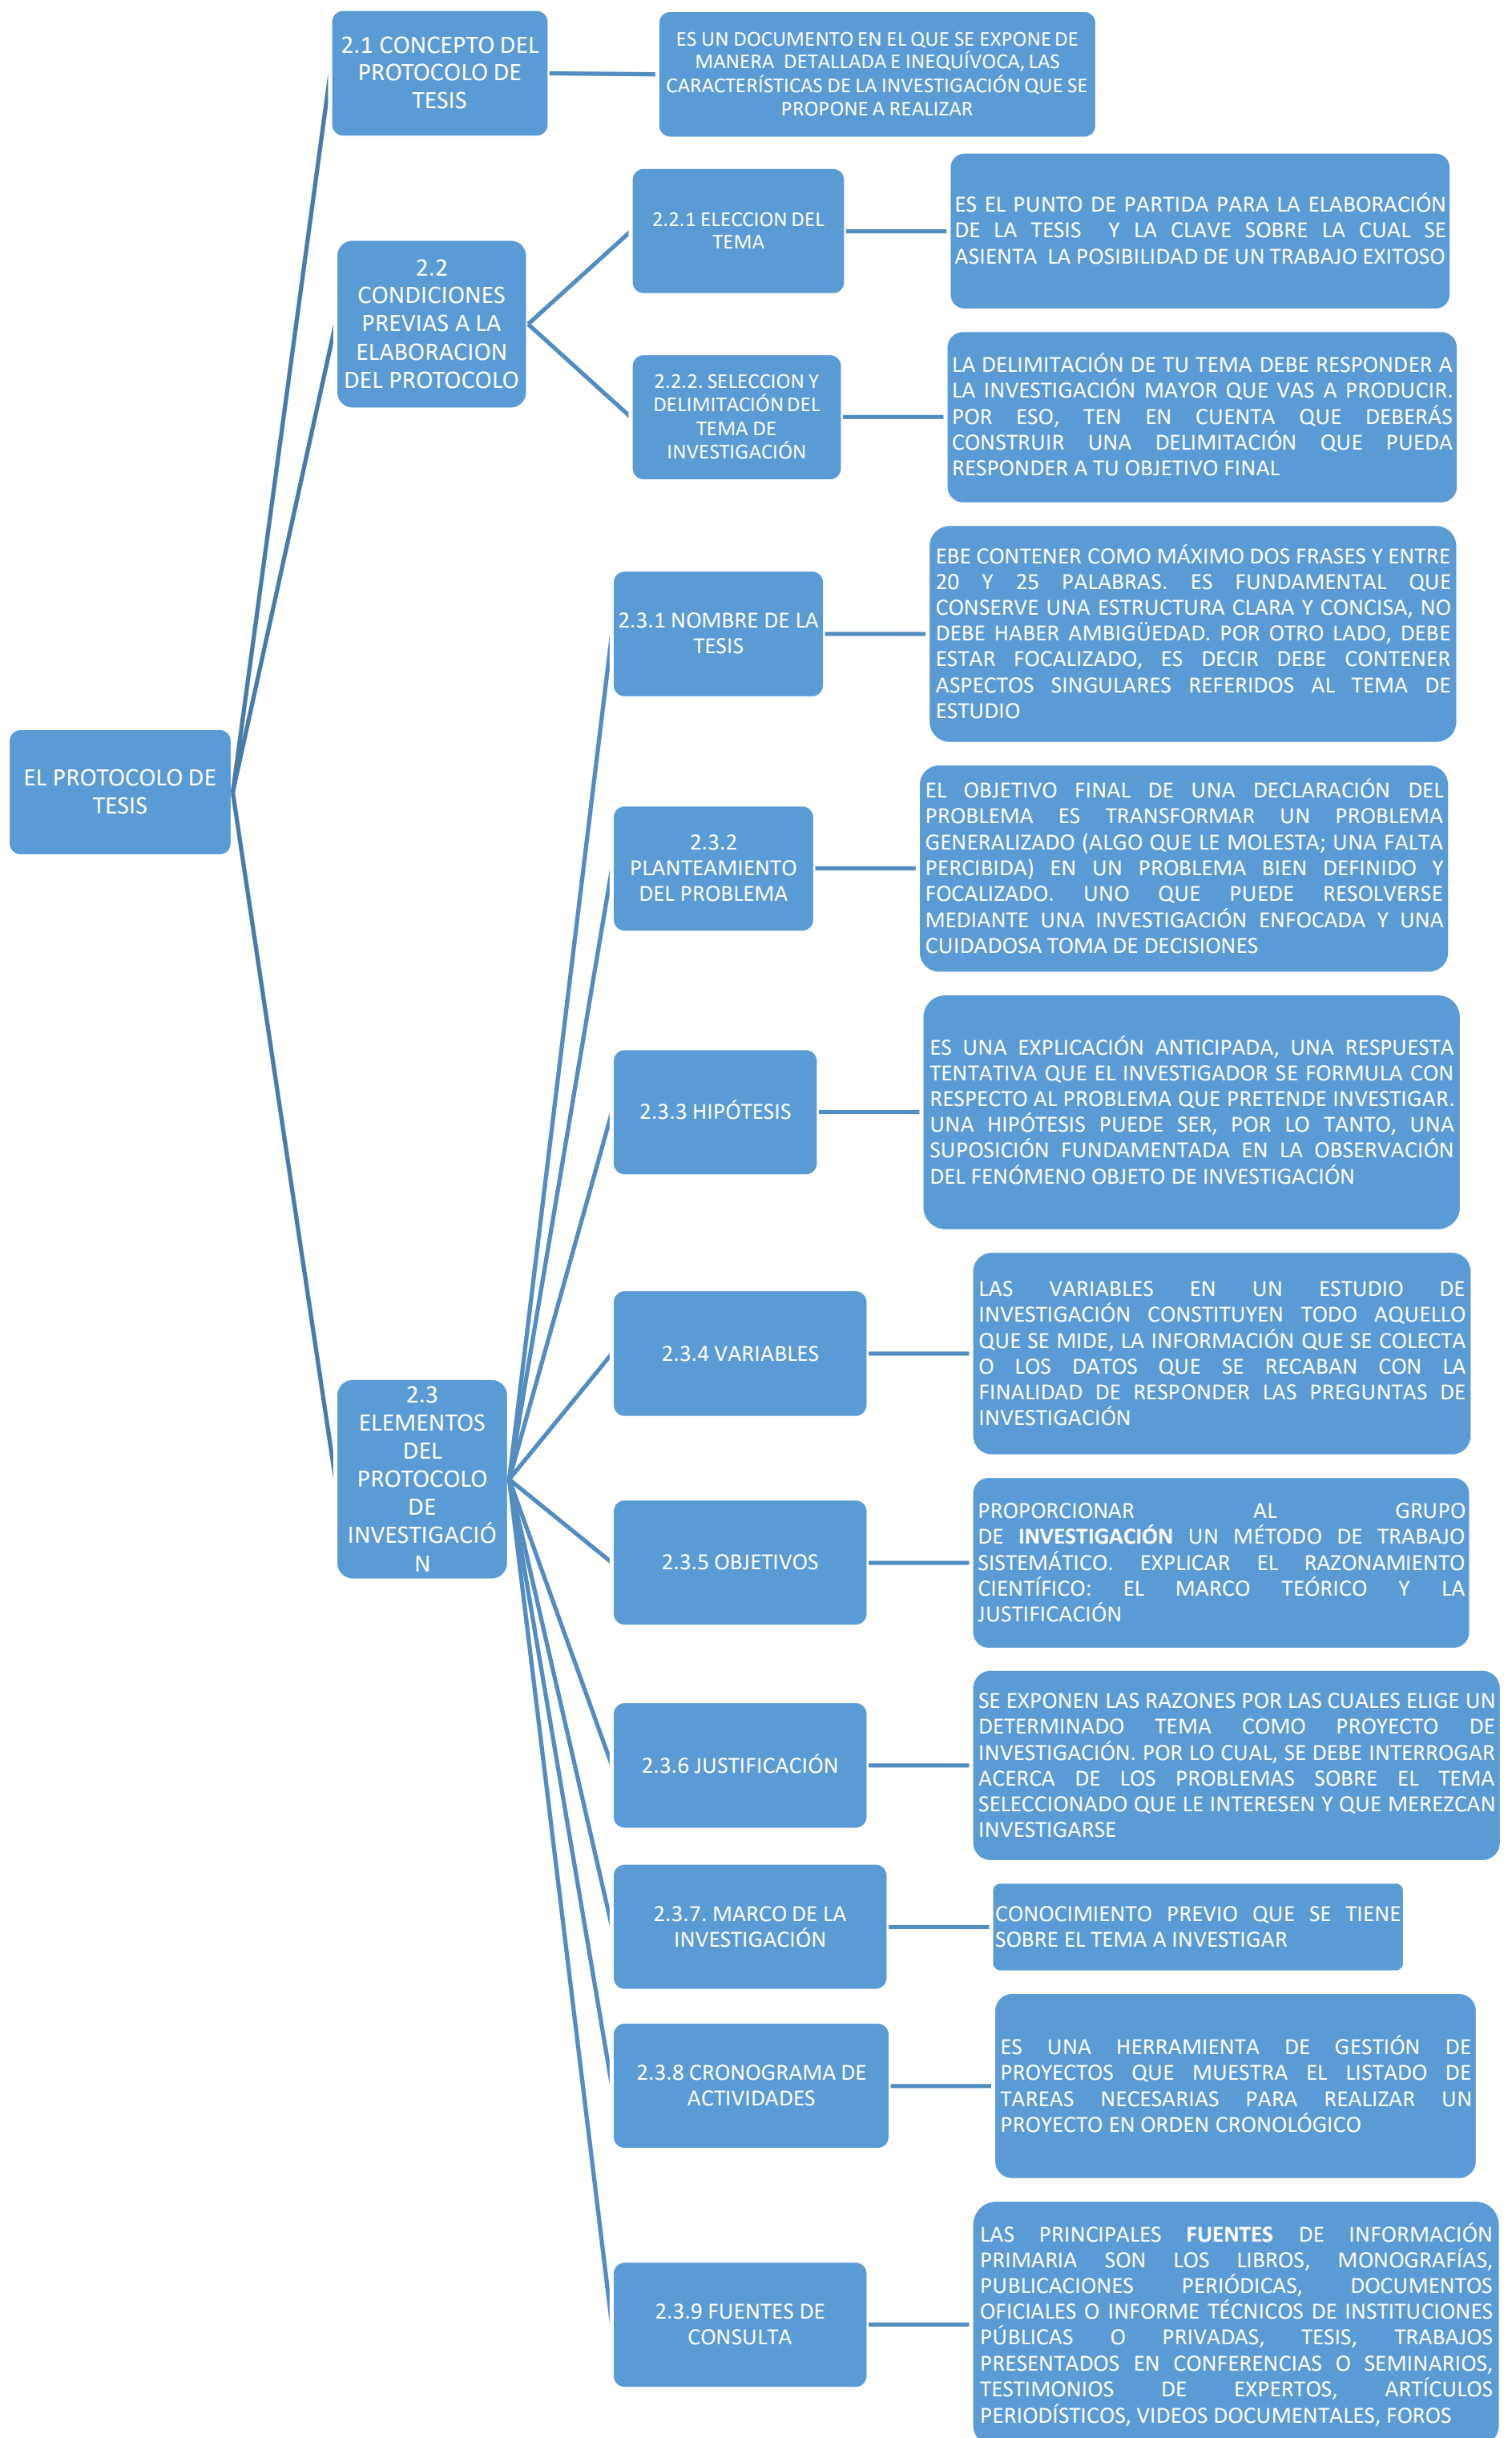 2.1 CONCEPTO DEL
PROTOCOLO DE
TESIS
ES UN DOCUMENTO EN EL QUE SE EXPONE DE
MANERA DETALLADA E INEQUÍVOCA, LAS
CARACTERÍSTICAS DE LA INVESTIGACIÓN QUE SE
PROPONE A REALIZAR
2.2
CONDICIONES
PREVIAS A LA
ELABORACION
DEL PROTOCOLO
2.2.1 ELECCION DEL
TEMA
ES EL PUNTO DE PARTIDA PARA LA ELABORACIÓN
DE LA TESIS Y LA CLAVE SOBRE LA CUAL SE
ASIENTA LA POSIBILIDAD DE UN TRABAJO EXITOSO
2.2.2. SELECCION Y
DELIMITACIÓN DEL
TEMA DE
INVESTIGACIÓN
LA DELIMITACIÓN DE TU TEMA DEBE RESPONDER A
LA INVESTIGACIÓN MAYOR QUE VAS A PRODUCIR.
POR ESO, TEN EN CUENTA QUE DEBERÁS
CONSTRUIR UNA DELIMITACIÓN QUE PUEDA
RESPONDER A TU OBJETIVO FINAL
EL PROTOCOLO DE
TESIS
2.3
ELEMENTOS
DEL
PROTOCOLO
DE
INVESTIGACIÓ
N
2.3.1 NOMBRE DE LA
TESIS
EBE CONTENER COMO MÁXIMO DOS FRASES Y ENTRE
20 Y 25 PALABRAS. ES FUNDAMENTAL QUE
CONSERVE UNA ESTRUCTURA CLARA Y CONCISA, NO
DEBE HABER AMBIGÜEDAD. POR OTRO LADO, DEBE
ESTAR FOCALIZADO, ES DECIR DEBE CONTENER
ASPECTOS SINGULARES REFERIDOS AL TEMA DE
ESTUDIO
2.3.2
PLANTEAMIENTO
DEL PROBLEMA
EL OBJETIVO FINAL DE UNA DECLARACIÓN DEL
PROBLEMA ES TRANSFORMAR UN PROBLEMA
GENERALIZADO (ALGO QUE LE MOLESTA; UNA FALTA
PERCIBIDA) EN UN PROBLEMA BIEN DEFINIDO Y
FOCALIZADO. UNO QUE PUEDE RESOLVERSE
MEDIANTE UNA INVESTIGACIÓN ENFOCADA Y UNA
CUIDADOSA TOMA DE DECISIONES
2.3.3 HIPÓTESIS
ES UNA EXPLICACIÓN ANTICIPADA, UNA RESPUESTA
TENTATIVA QUE EL INVESTIGADOR SE FORMULA CON
RESPECTO AL PROBLEMA QUE PRETENDE INVESTIGAR.
UNA HIPÓTESIS PUEDE SER, POR LO TANTO, UNA
SUPOSICIÓN FUNDAMENTADA EN LA OBSERVACIÓN
DEL FENÓMENO OBJETO DE INVESTIGACIÓN
2.3.4 VARIABLES
LAS VARIABLES EN UN ESTUDIO DE
INVESTIGACIÓN CONSTITUYEN TODO AQUELLO
QUE SE MIDE, LA INFORMACIÓN QUE SE COLECTA
O LOS DATOS QUE SE RECABAN CON LA
FINALIDAD DE RESPONDER LAS PREGUNTAS DE
INVESTIGACIÓN
2.3.5 OBJETIVOS
PROPORCIONAR AL GRUPO
DE INVESTIGACIÓN UN MÉTODO DE TRABAJO
SISTEMÁTICO. EXPLICAR EL RAZONAMIENTO
CIENTÍFICO: EL MARCO TEÓRICO Y LA
JUSTIFICACIÓN
2.3.6 JUSTIFICACIÓN
SE EXPONEN LAS RAZONES POR LAS CUALES ELIGE UN
DETERMINADO TEMA COMO PROYECTO DE
INVESTIGACIÓN. POR LO CUAL, SE DEBE INTERROGAR
ACERCA DE LOS PROBLEMAS SOBRE EL TEMA
SELECCIONADO QUE LE INTERESEN Y QUE MEREZCAN
INVESTIGARSE
2.3.7. MARCO DE LA
INVESTIGACIÓN
CONOCIMIENTO PREVIO QUE SE TIENE
SOBRE EL TEMA A INVESTIGAR
2.3.8 CRONOGRAMA DE
ACTIVIDADES
ES UNA HERRAMIENTA DE GESTIÓN DE
PROYECTOS QUE MUESTRA EL LISTADO DE
TAREAS NECESARIAS PARA REALIZAR UN
PROYECTO EN ORDEN CRONOLÓGICO
2.3.9 FUENTES DE
CONSULTA
LAS PRINCIPALES FUENTES DE INFORMACIÓN
PRIMARIA SON LOS LIBROS, MONOGRAFÍAS,
PUBLICACIONES PERIÓDICAS, DOCUMENTOS
OFICIALES O INFORME TÉCNICOS DE INSTITUCIONES
PÚBLICAS O PRIVADAS, TESIS, TRABAJOS
PRESENTADOS EN CONFERENCIAS O SEMINARIOS,
TESTIMONIOS DE EXPERTOS, ARTÍCULOS
PERIODÍSTICOS, VIDEOS DOCUMENTALES, FOROS